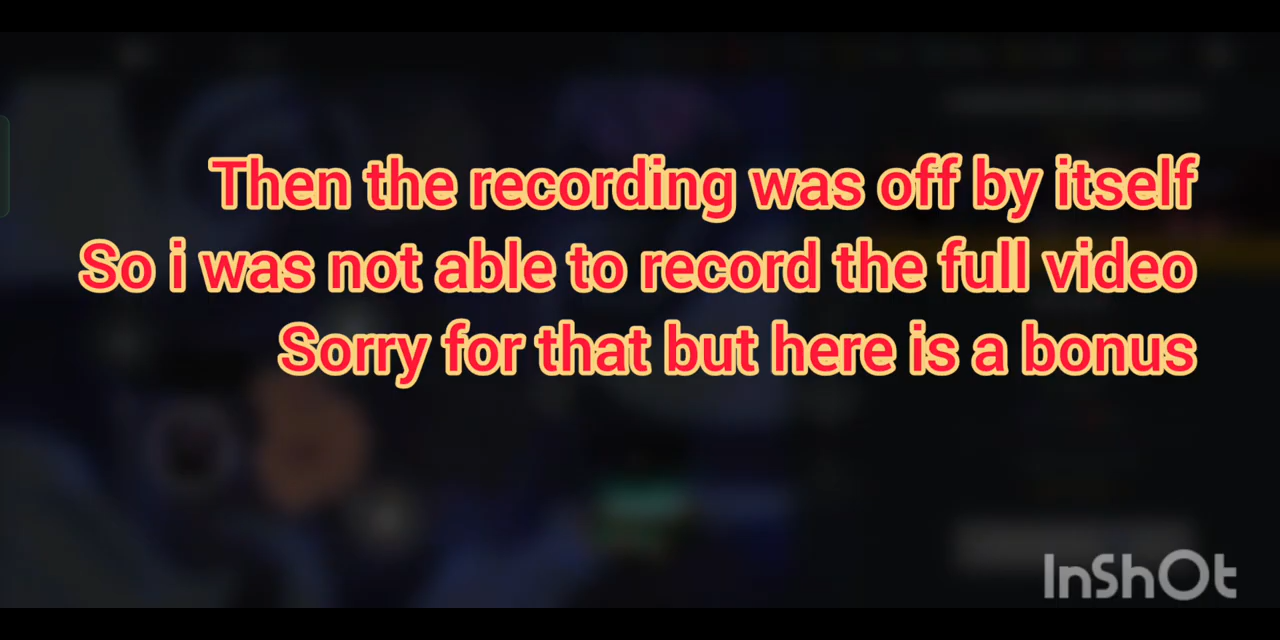 Then the recording was off by itself
So i was not able to record the full video
Sorry for that but here is a bonus
InShOt